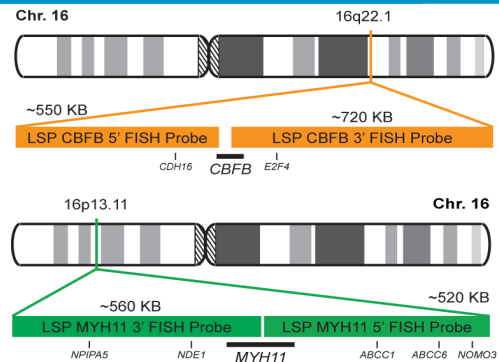 Chr. 16
16q22.1
~550 KB
~720 KB
LSP CBFB 5' FISH Probe
LSP CBFB 3' FISH Probe
CDH16
CBFB
E2F4
16p13.11
Chr. 16
~560 KB
~520 KB
LSP MYH11 3' FISH Probe
LSP MYH11 5' FISH Probe
NPIPA5
NDE1
MYH11
ABCC1
ABCC6
NOMO3